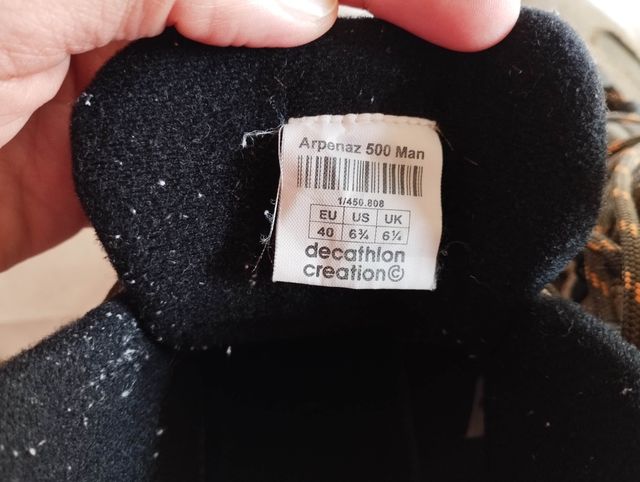 Arpenaz 500 Man
1/450.808
EU US UK
40 6¾ 6¼
decathlon
creation©